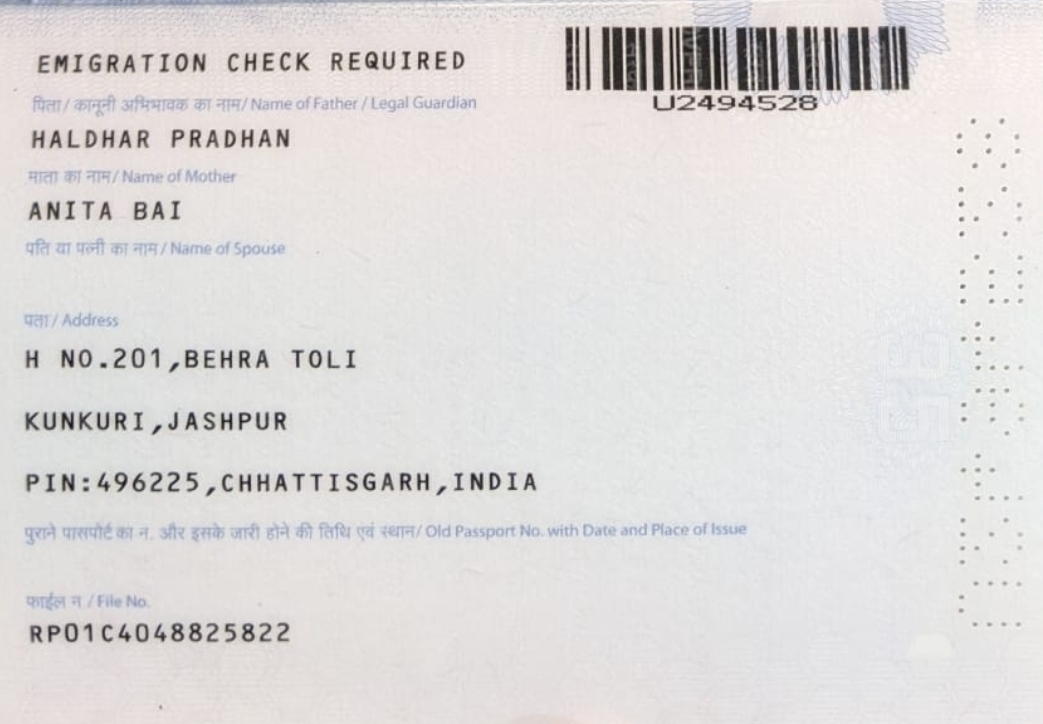 EMIGRATION CHECK REQUIRED
U2494528
पिता / कानूनी अभिभावक का नाम/ Name of Father / Legal Guardian
HALDHAR PRADHAN
माता का नाम/ Name of Mother
ANITA BAI
पति या पत्नी का नाम / Name of Spouse
पता / Address
H NO.201,BEHRA TOLI
KUNKURI,JASHPUR
PIN:496225,CHHATTISGARH,INDIA
पुराने पासपोर्ट का न. और इसके जारी होने की तिथि एवं स्थान/ Old Passport No. with Date and Place of Issue
फाईल न / File No.
RP01C4048825822